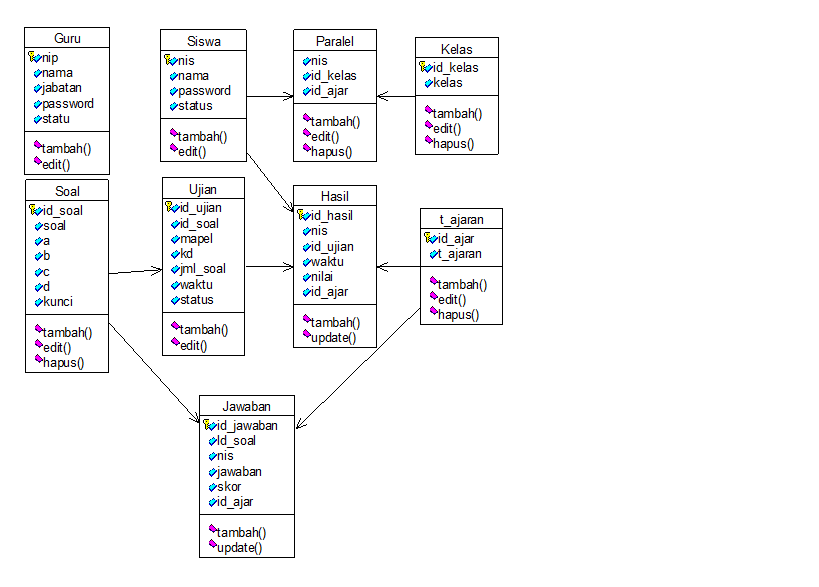 Guru
nip
nama
jabatan
password
statu
tambah()
edit()
Siswa
nis
nama
password
status
tambah()
edit()
Paralel
nis
id_kelas
id_ajar
tambah()
edit()
hapus()
Kelas
id_kelas
kelas
tambah()
edit()
hapus()
Soal
id_soal
soal
a
b
c
d
kunci
tambah()
edit()
hapus()
Ujian
id_ujian
id_soal
mapel
kd
jml_soal
waktu
status
tambah()
edit()
Hasil
id_hasil
nis
id_ujian
waktu
nilai
id_ajar
tambah()
update()
t_ajaran
id_ajar
t_ajaran
tambah()
edit()
hapus()
Jawaban
id_jawaban
Id_soal
nis
jawaban
skor
id_ajar
tambah()
update()